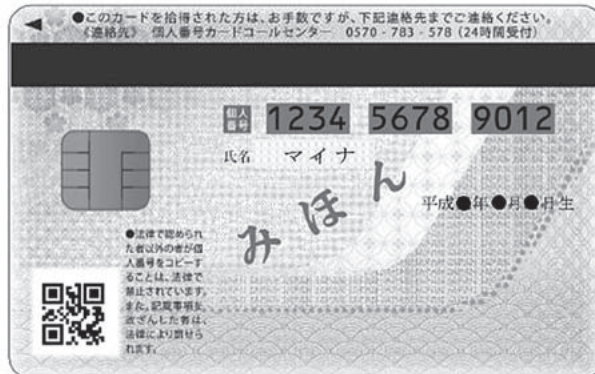 ●このカードを拾得された方は、お手数ですが、下記連絡先までご連絡ください。
《連絡先》 個人番号カードコールセンター 0570-783-578(24時間受付)
個人番号 1234 5678 9012
氏名 マイナ
みほん
平成●年●月●日生
●法律で認められ
た者以外の者が個
人番号をコピーす
ることは、法律で
禁止されています。
また、記載事項を
改ざんした者は、
法律により罰せら
れます。